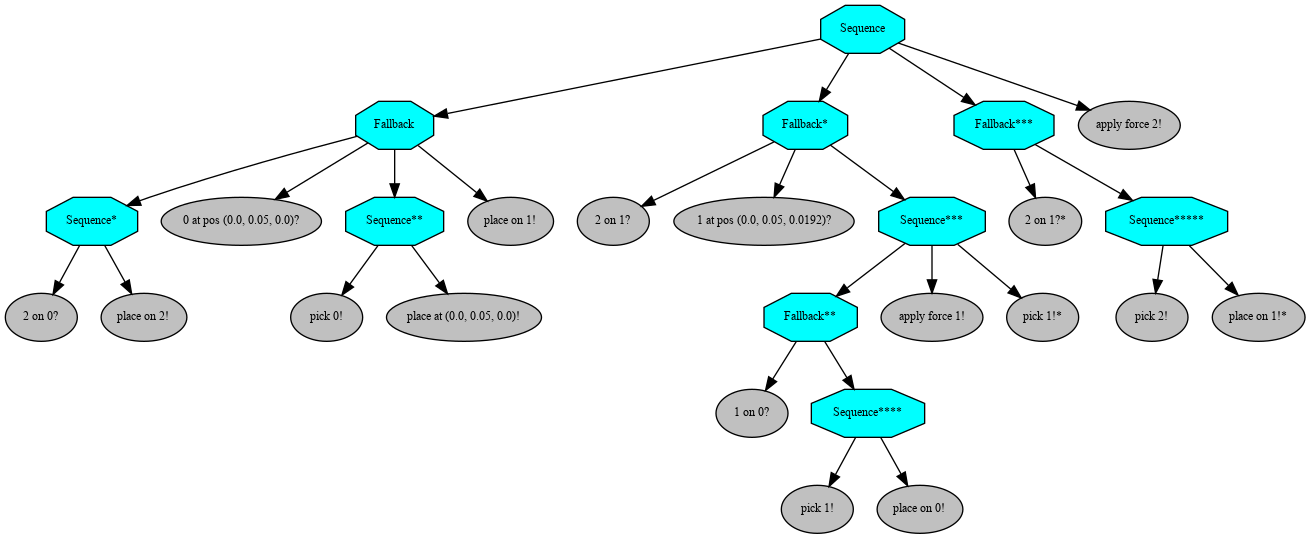 Sequence
Fallback
Fallback*
Fallback***
apply force 2!
Sequence*
0 at pos (0.0, 0.05, 0.0)?
Sequence**
place on 1!
2 on 1?
1 at pos (0.0, 0.05, 0.0192)?
Sequence***
2 on 1?*
Sequence*****
2 on 0?
place on 2!
pick 0!
place at (0.0, 0.05, 0.0)!
Fallback**
apply force 1!
pick 1!*
pick 2!
place on 1!*
1 on 0?
Sequence****
pick 1!
place on 0!